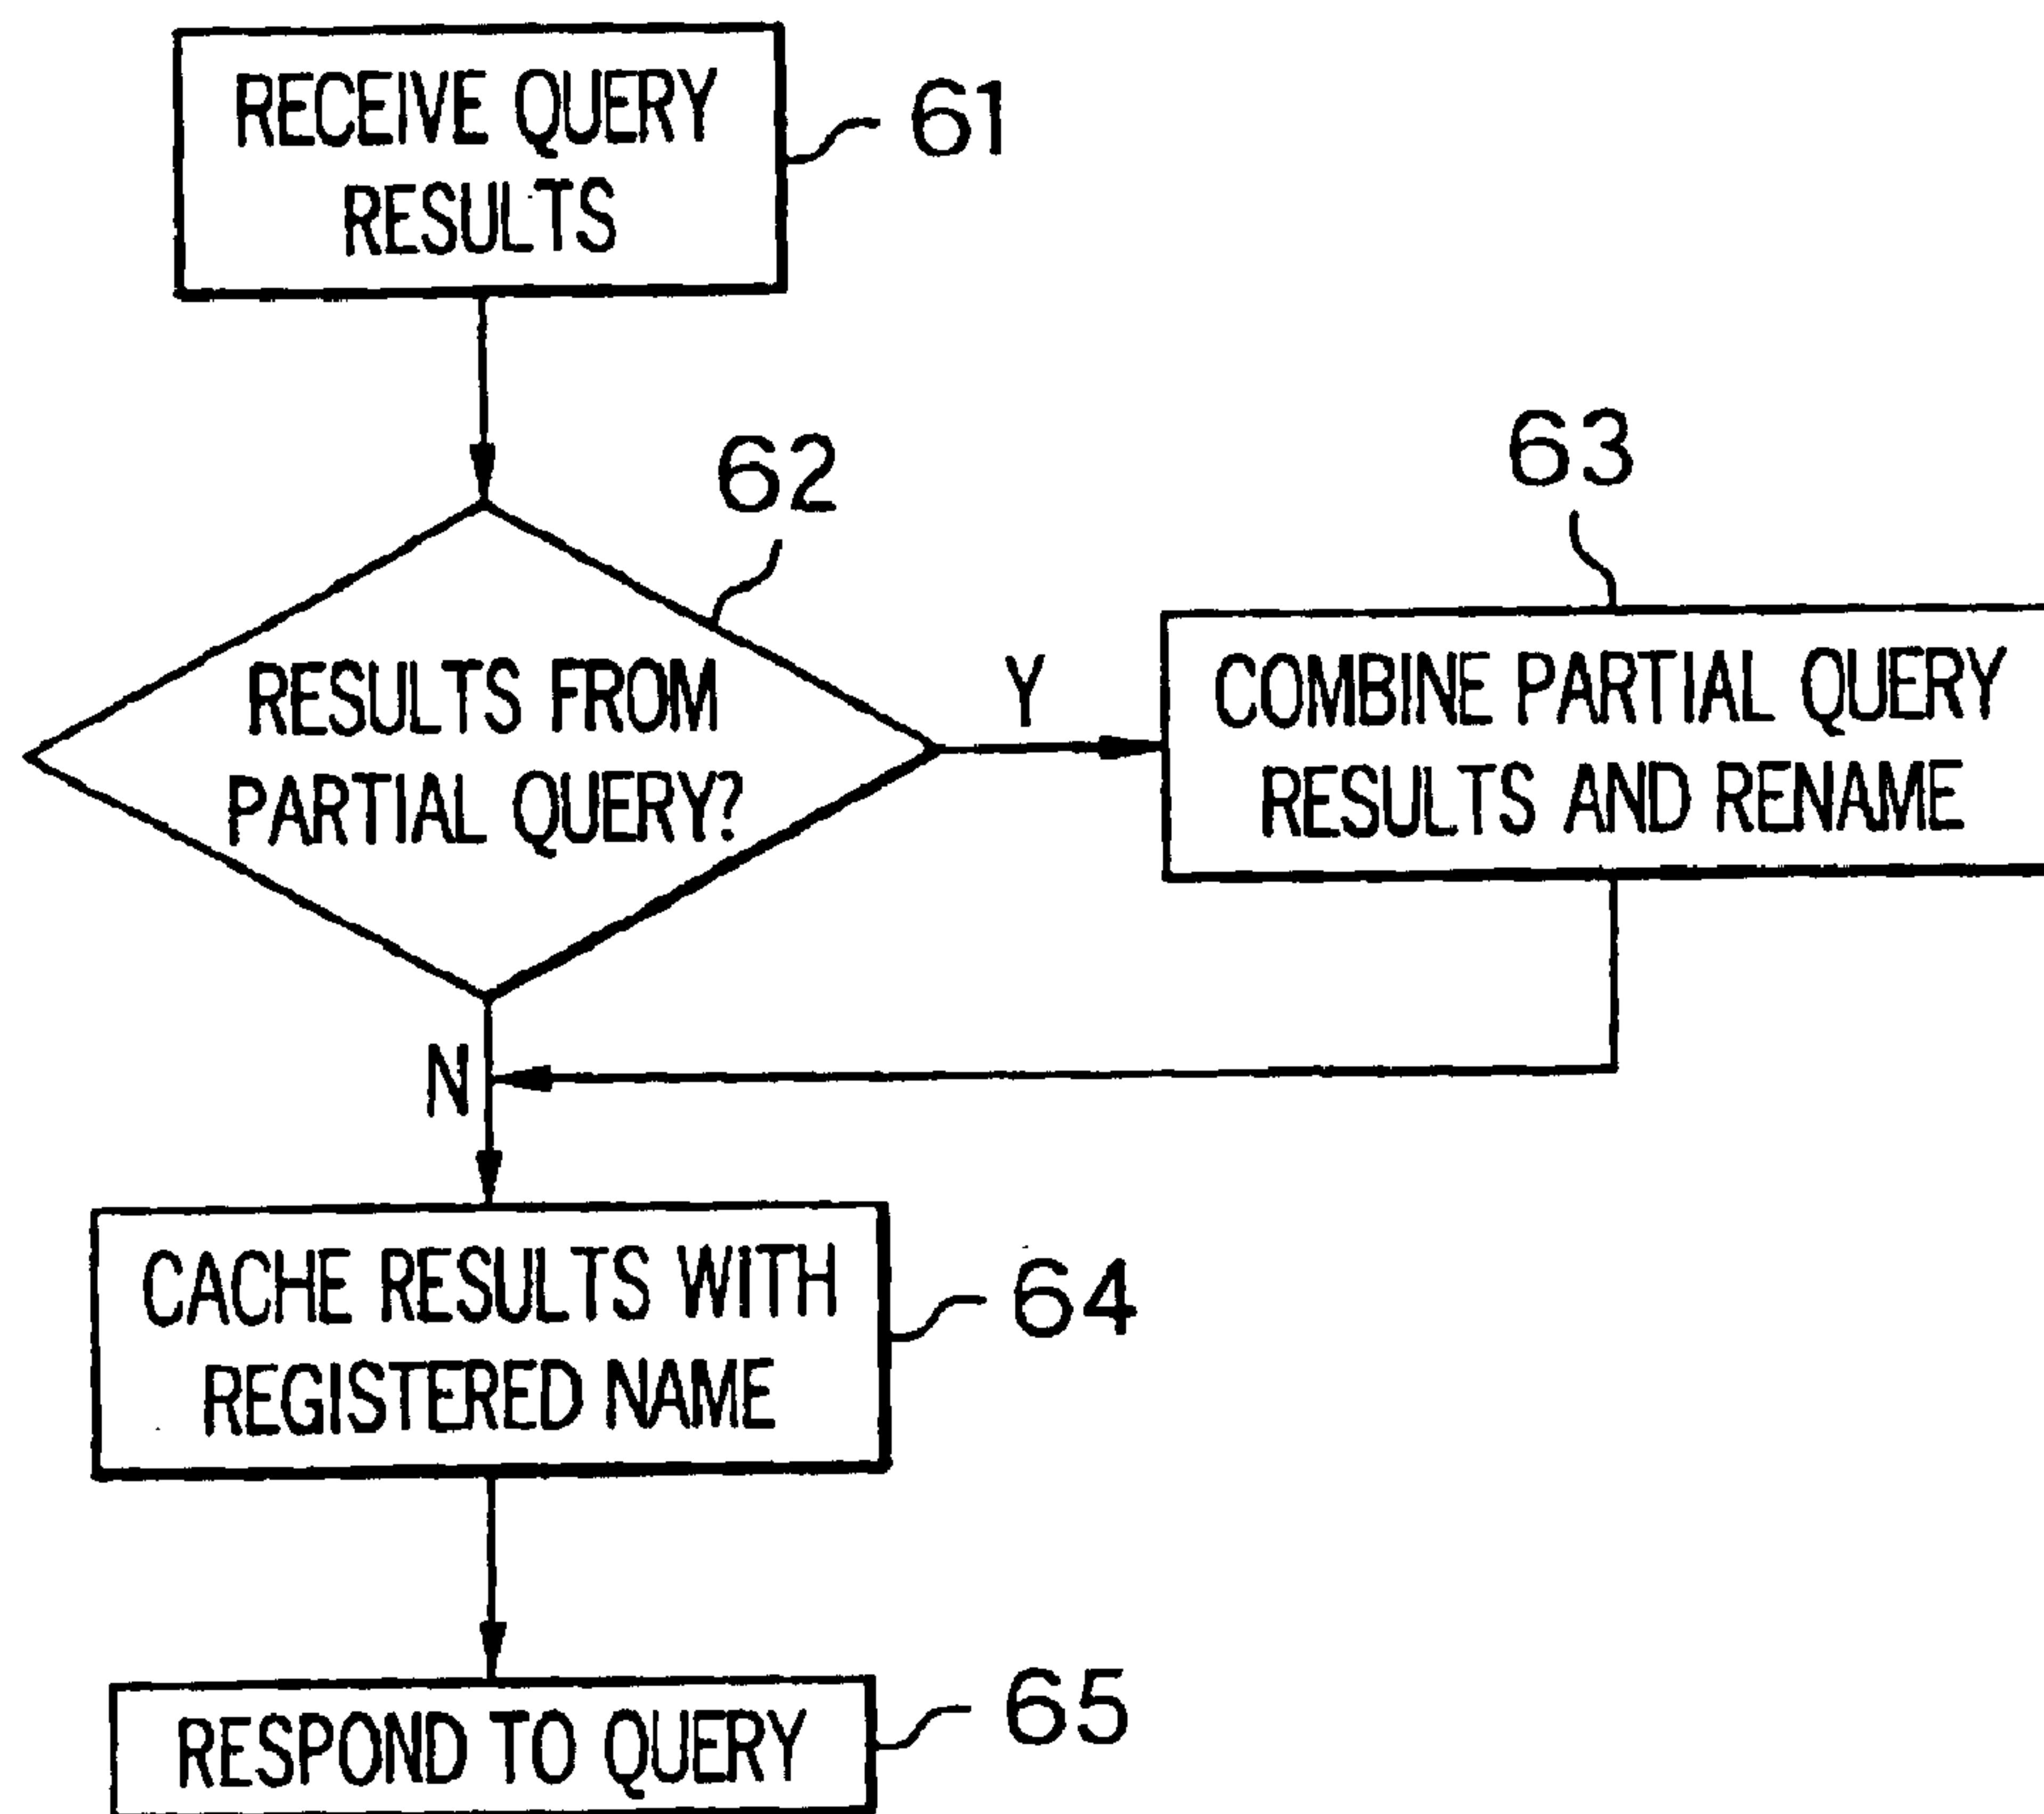 RECEIVE QUERY
RESULTS
61
62
RESULTS FROM
PARTIAL QUERY?
Y
63
COMBINE PARTIAL QUERY
RESULTS AND RENAME
N
CACHE RESULTS WITH
REGISTERED NAME
64
RESPOND TO QUERY
65